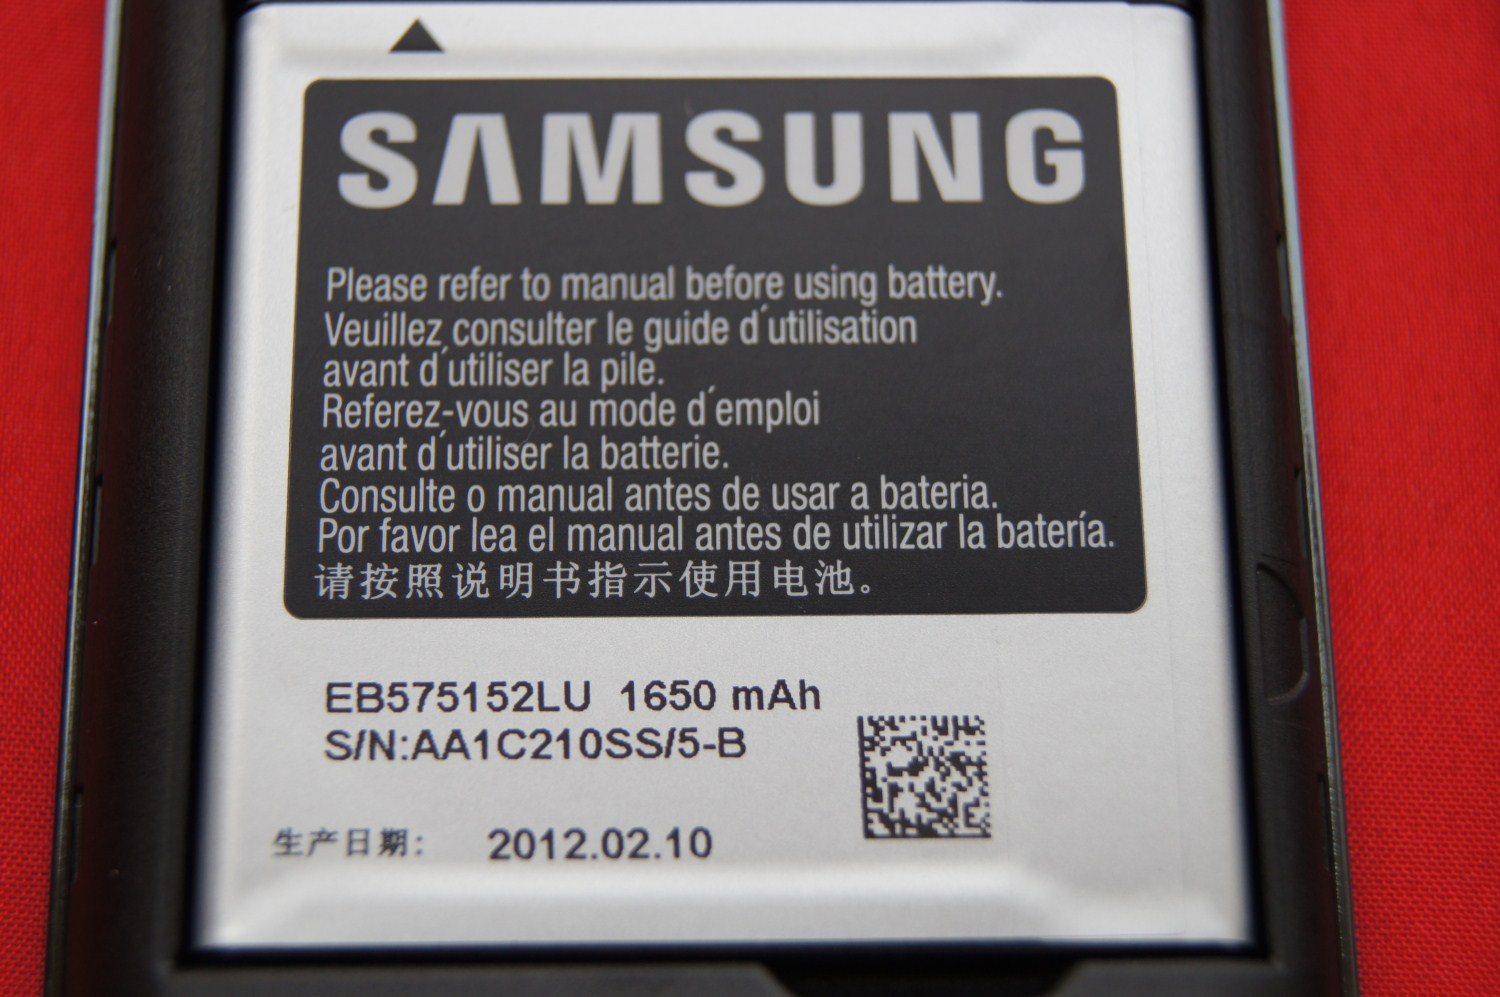 SAMSUNG
Please refer to manual before using battery.
Veuillez consulter le guide d´utilisation
avant d´utiliser la pile.
Referez-vous au mode d´emploi
avant d´utiliser la batterie.
Consulte o manual antes de usar a bateria.
Por favor lea el manual antes de utilizar la batería.
请按照说明书指示使用电池。
EB575152LU 1650 mAh
S/N:AA1C210SS/5-B
生产日期: 2012.02.10